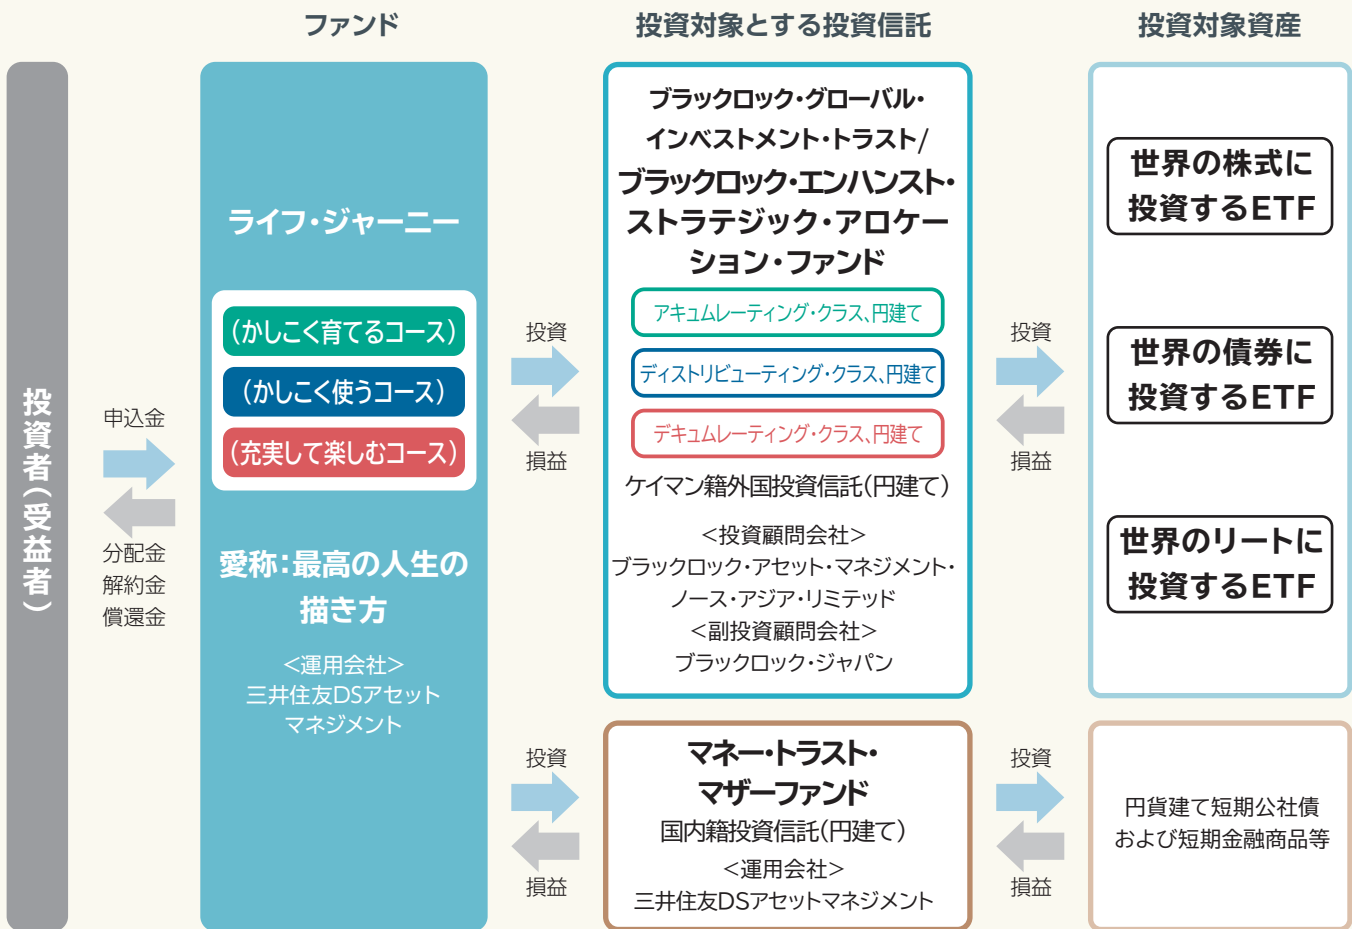 ファンド
投資対象とする投資信託
投資対象資産
投資者(受益者)
申込金
分配金
解約金
償還金
ライフ・ジャーニー
(かしこく育てるコース)
(かしこく使うコース)
(充実して楽しむコース)
愛称:最高の人生の
描き方
<運用会社>
三井住友DSアセット
マネジメント
投資
損益
ブラックロック・グローバル・
インベストメント・トラスト/
ブラックロック・エンハンスト・
ストラテジック・アロケー
ション・ファンド
アキュムレーティング・クラス、円建て
ディストリビューティング・クラス、円建て
デキュムレーティング・クラス、円建て
ケイマン籍外国投資信託(円建て)
<投資顧問会社>
ブラックロック・アセット・マネジメント・
ノース・アジア・リミテッド
<副投資顧問会社>
ブラックロック・ジャパン
投資
損益
世界の株式に
投資するETF
世界の債券に
投資するETF
世界のリートに
投資するETF
投資
損益
マネー・トラスト・
マザーファンド
国内籍投資信託(円建て)
<運用会社>
三井住友DSアセットマネジメント
投資
損益
円貨建て短期公社債
および短期金融商品等